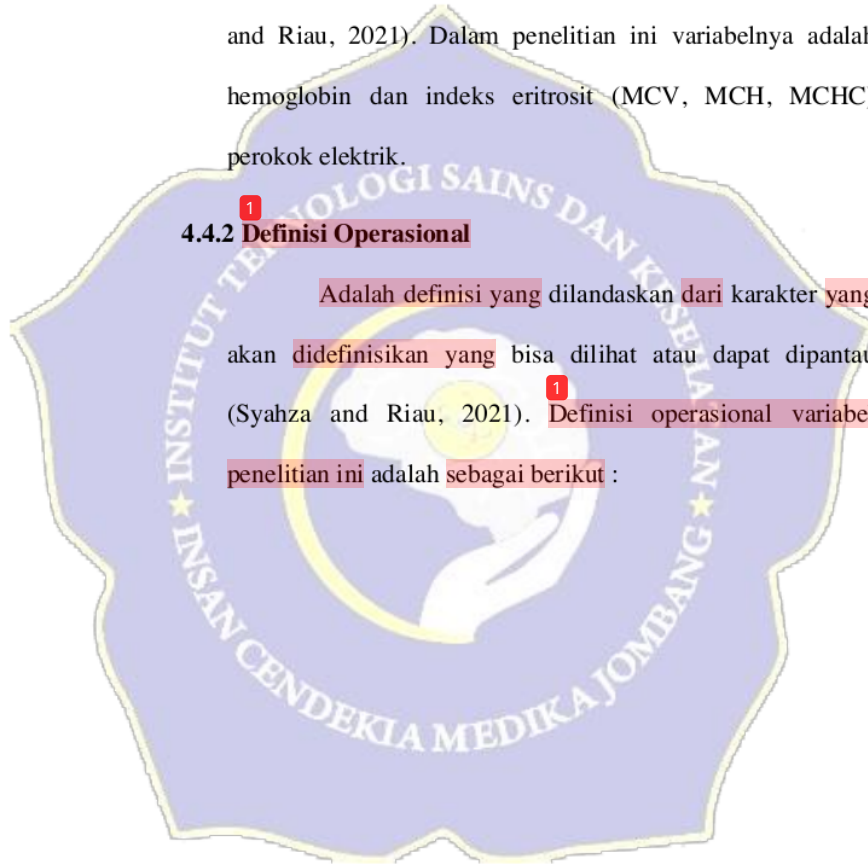 and Riau, 2021). Dalam penelitian ini variabelnya adalah
hemoglobin dan indeks eritrosit (MCV, MCH, MCHC)
perokok elektrik.
1
4.4.2 Definisi Operasional
Adalah definisi yang dilandaskan dari karakter yang
akan didefinisikan yang bisa dilihat atau dapat dipantau
1
(Syahza and Riau, 2021). Definisi operasional variabel
penelitian ini adalah sebagai berikut :
INSTITUT TEKNOLOGI SAINS DAN KESEHATAN
INSAN CENDEKIA MEDIKA JOMBANG